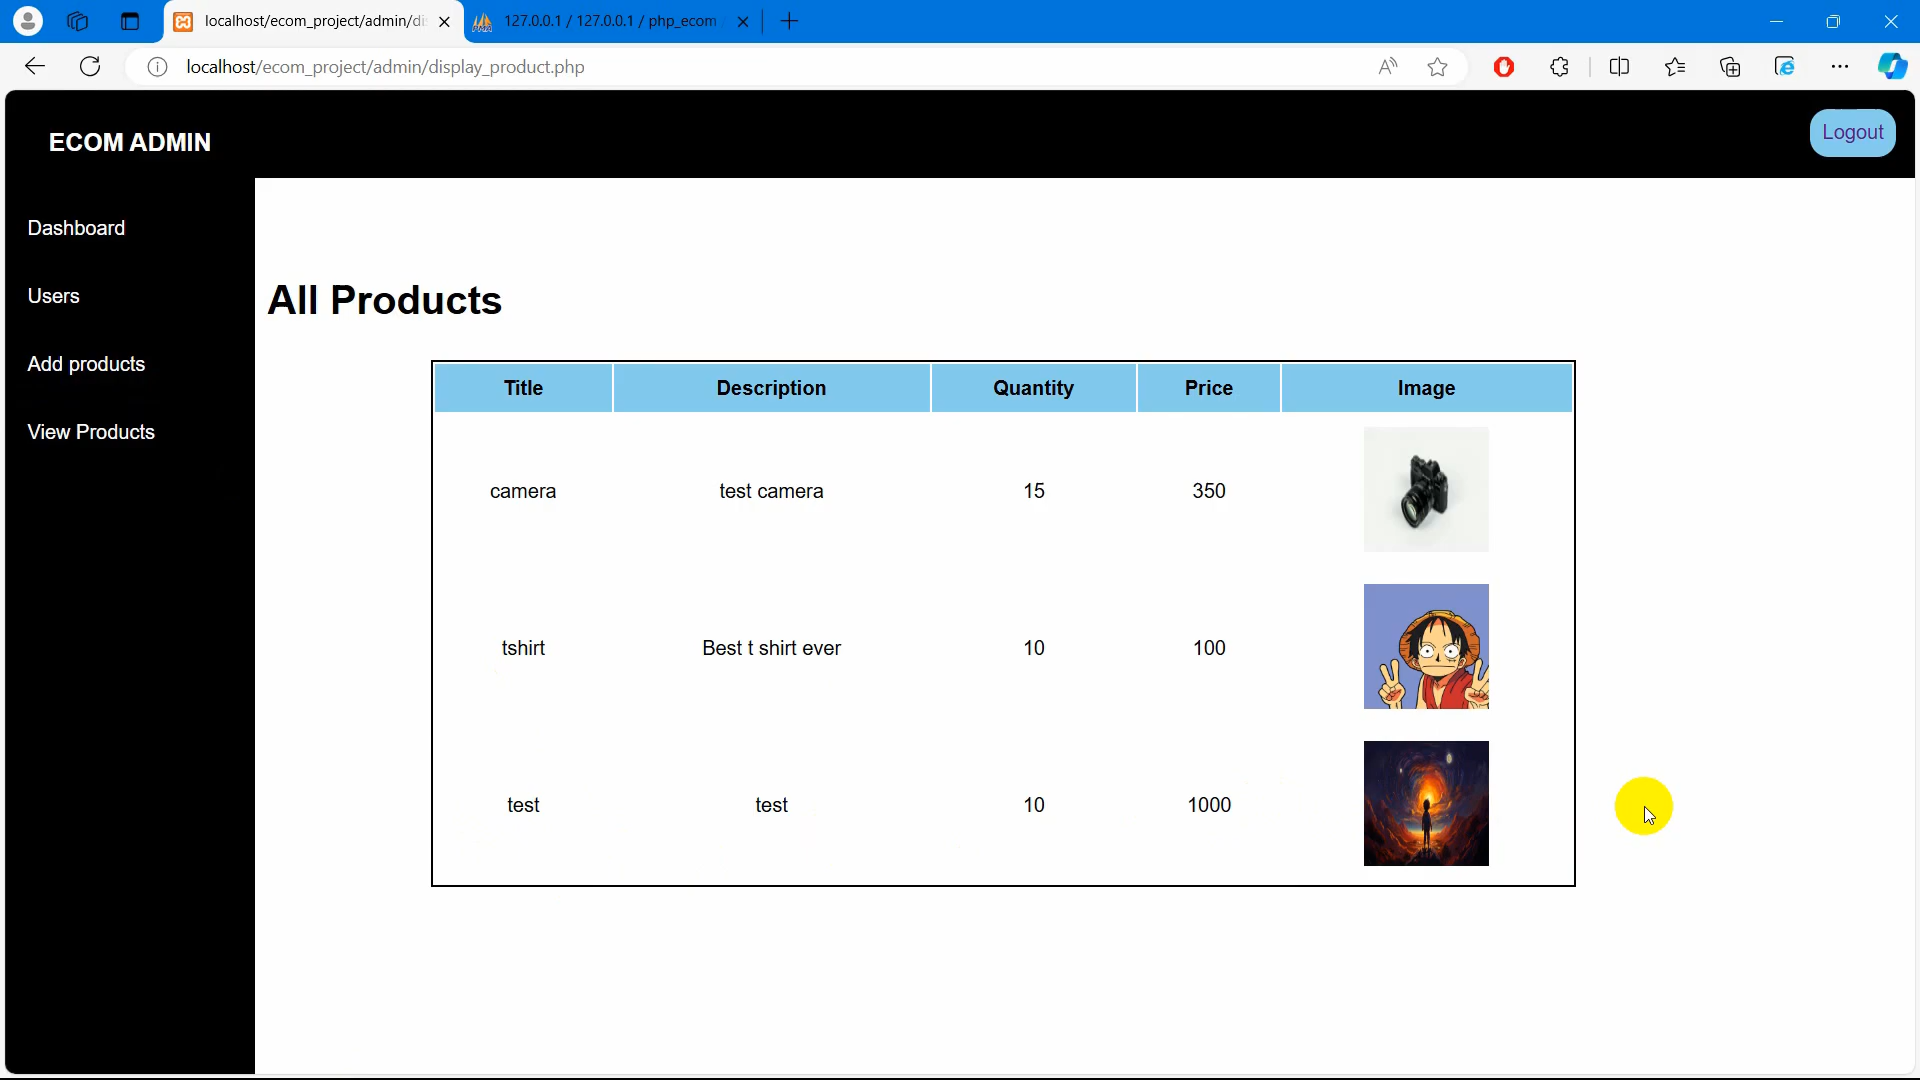 localhost/ecom_project/admin/di
127.0.0.1 / 127.0.0.1 / php_ecom
localhost/ecom_project/admin/display_product.php
ECOM ADMIN
Logout
Dashboard
Users
Add products
View Products
All Products
Title Description Quantity Price Image
camera test camera 15 350
tshirt Best t shirt ever 10 100
test test 10 1000